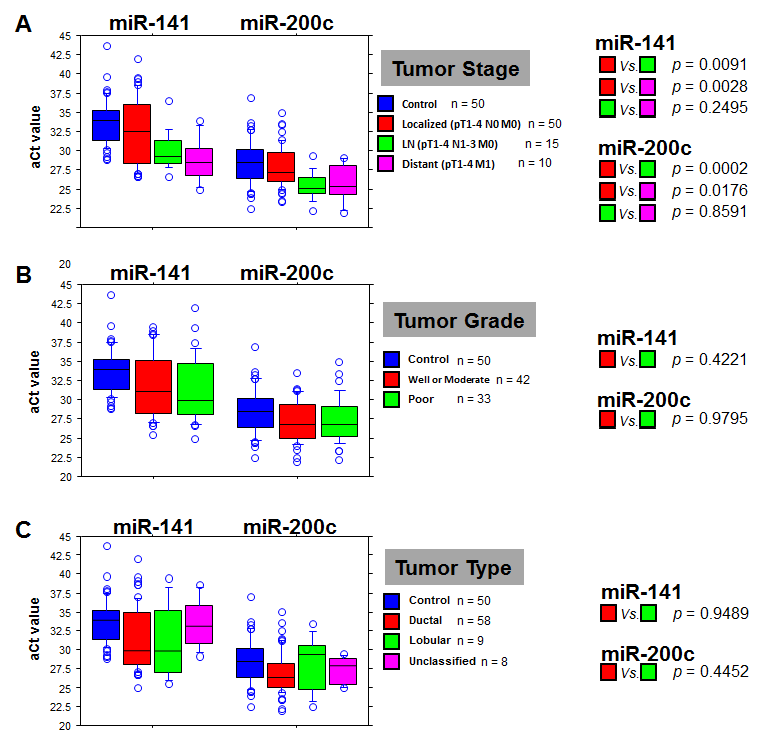 A
miR-141 miR-200c
45
42.5
40
37.5
35
32.5
30
27.5
25
22.5
20
aCt value
Tumor Stage
Control n = 50
Localized (pT1-4 N0 M0) n = 50
LN (pT1-4 N1-3 M0) n = 15
Distant (pT1-4 M1) n = 10
miR-141
Vs. p = 0.0091
Vs. p = 0.0028
Vs. p = 0.2495
miR-200c
Vs. p = 0.0002
Vs. p = 0.0176
Vs. p = 0.8591
B
miR-141 miR-200c
45
42.5
40
37.5
35
32.5
30
27.5
25
22.5
20
aCt value
Tumor Grade
Control n = 50
Well or Moderate n = 42
Poor n = 33
miR-141
Vs. p = 0.4221
miR-200c
Vs. p = 0.9795
C
miR-141 miR-200c
45
42.5
40
37.5
35
32.5
30
27.5
25
22.5
20
aCt value
Tumor Type
Control n = 50
Ductal n = 58
Lobular n = 9
Unclassified n = 8
miR-141
Vs. p = 0.9489
miR-200c
Vs. p = 0.4452